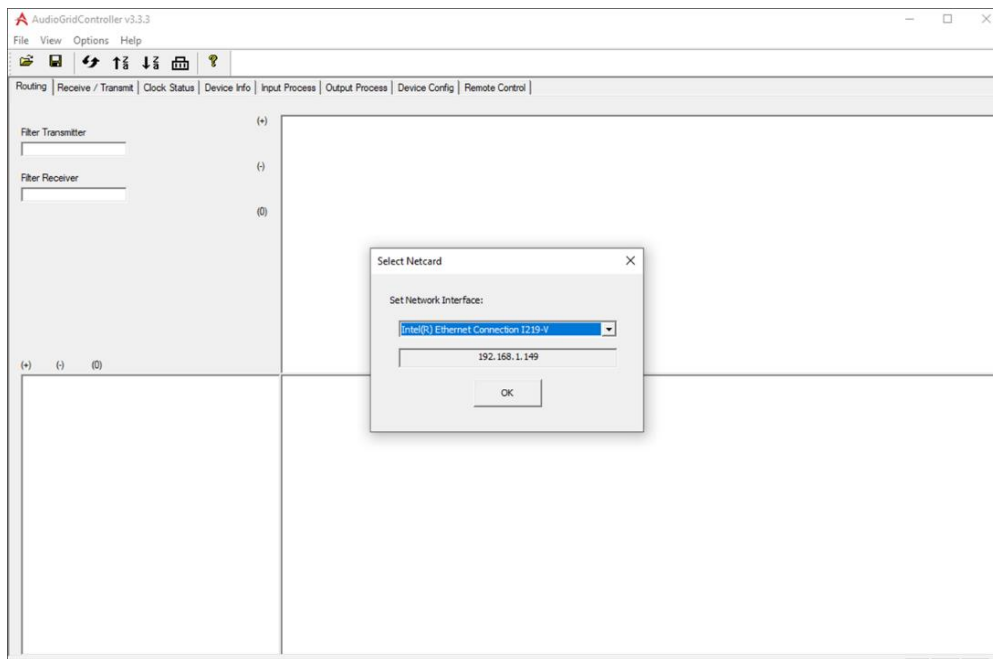 AudioGridController v3.3.3
File View Options Help
Routing Receive / Transmit Clock Status Device Info Input Process Output Process Device Config Remote Control
Filter Transmitter
(+)
(-)
Filter Receiver
(0)
Select Netcard
Set Network Interface:
Intel(R) Ethernet Connection I219-V
192.168.1.149
OK
(+) (-) (0)